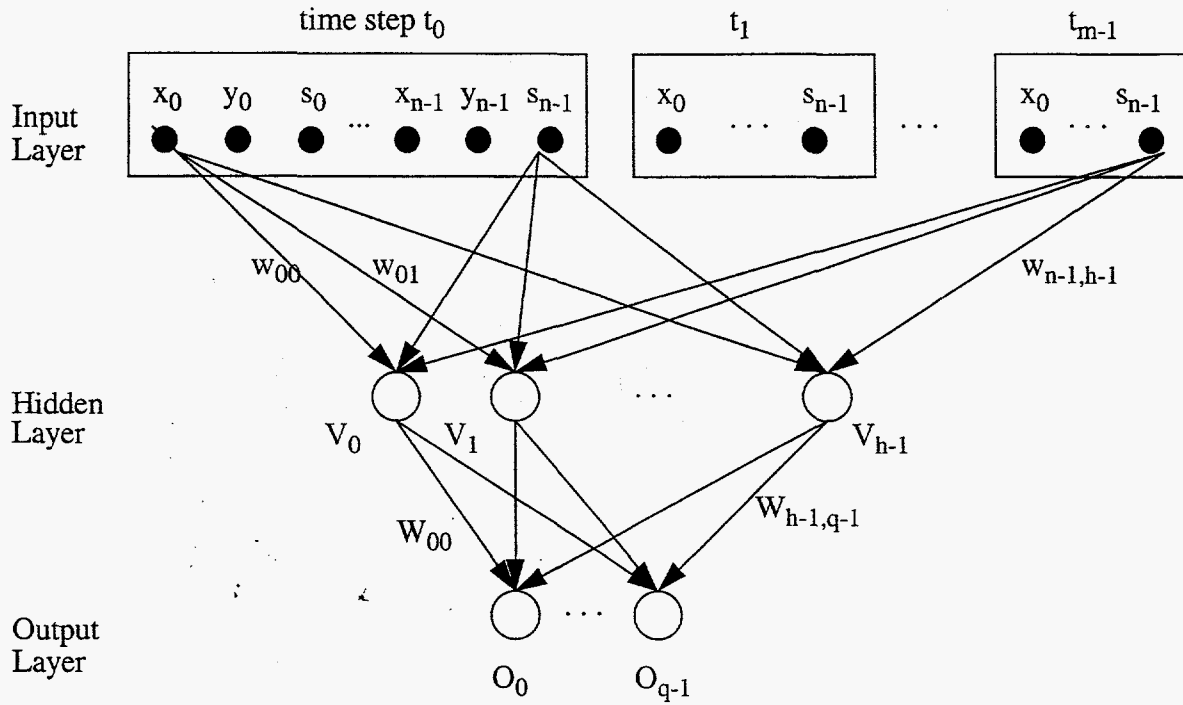 time step t₀ t₁ tₘ₋₁
x₀ y₀ s₀ ... xₙ₋₁ yₙ₋₁ sₙ₋₁ x₀ ... sₙ₋₁ ... x₀ ... sₙ₋₁
Input
Layer
w₀₀ w₀₁ wₙ₋₁,ₕ₋₁
...
Hidden
Layer
V₀ V₁ Vₕ₋₁
W₀₀ W_{h-1,q-1}
...
Output
Layer
O₀ O_{q-1}